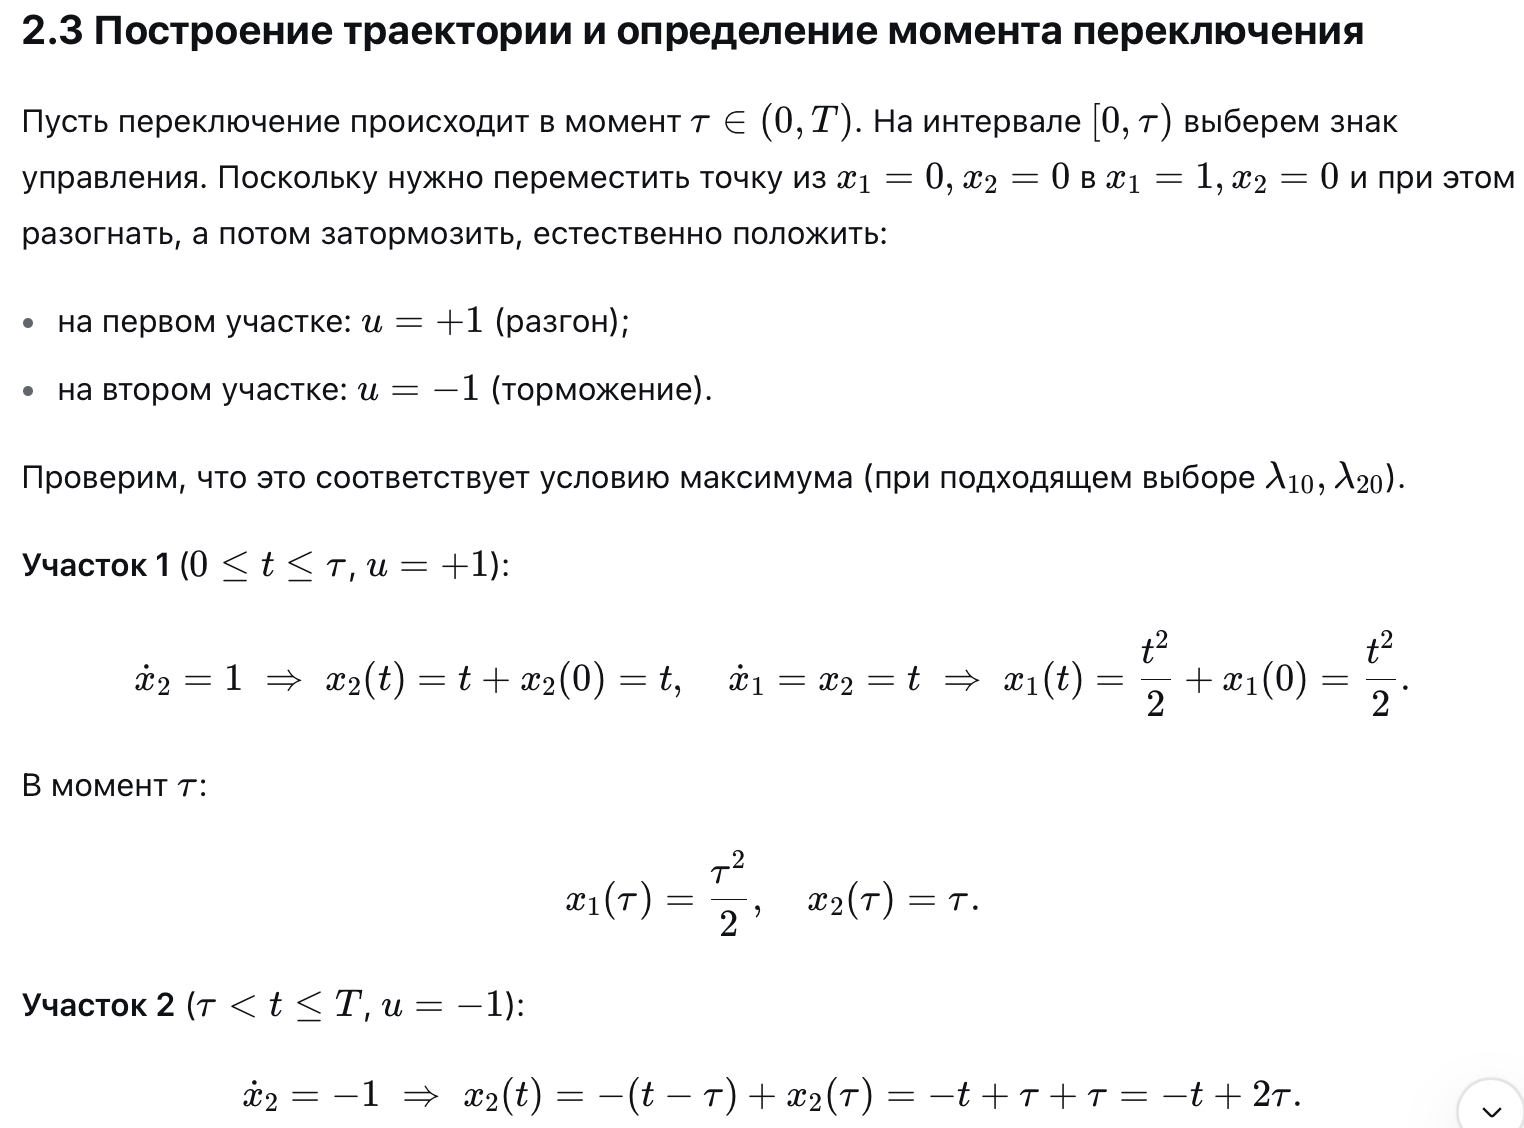 2.3 Построение траектории и определение момента переключения
Пусть переключение происходит в момент τ ∈ (0, T). На интервале [0, τ) выберем знак
управления. Поскольку нужно переместить точку из x₁ = 0, x₂ = 0 в x₁ = 1, x₂ = 0 и при этом
разогнать, а потом затормозить, естественно положить:
• на первом участке: u = +1 (разгон);
• на втором участке: u = −1 (торможение).
Проверим, что это соответствует условию максимума (при подходящем выборе λ₁₀, λ₂₀).
Участок 1 (0 ≤ t ≤ τ, u = +1):
ẋ₂ = 1 ⇒ x₂(t) = t + x₂(0) = t, ẋ₁ = x₂ = t ⇒ x₁(t) = t²/2 + x₁(0) = t²/2.
В момент τ:
x₁(τ) = τ²/2, x₂(τ) = τ.
Участок 2 (τ < t ≤ T, u = −1):
ẋ₂ = −1 ⇒ x₂(t) = −(t − τ) + x₂(τ) = −t + τ + τ = −t + 2τ.